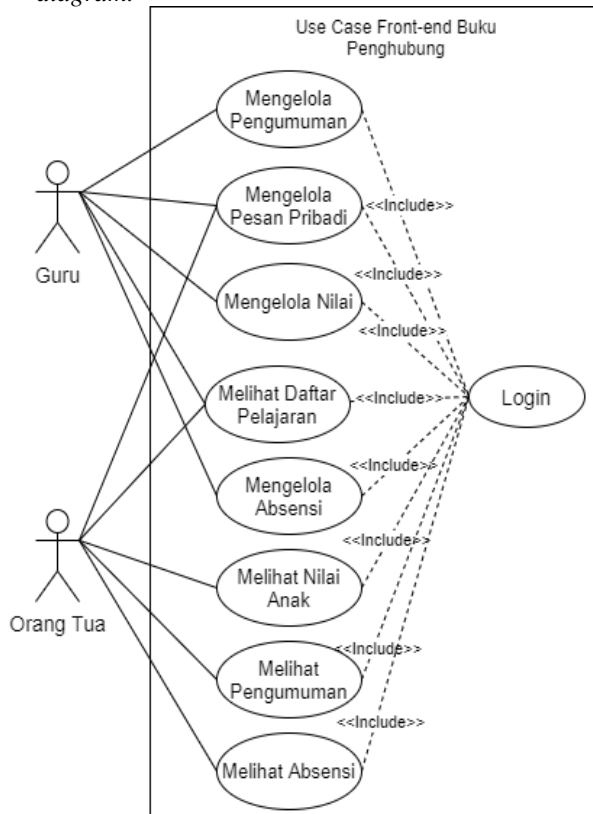 diagram.
Use Case Front-end Buku
Penghubung
Mengelola
Pengumuman
Mengelola
Pesan Pribadi
<<Include>>
Guru
<<Include>>
Mengelola Nilai
<<Include>>
Melihat Daftar
Pelajaran
<<Include>>
Login
Mengelola
Absensi
<<Include>>
<<Include>>
Melihat Nilai
Anak
Orang Tua
<<Include>>
Melihat
Pengumuman
<<Include>>
Melihat Absensi